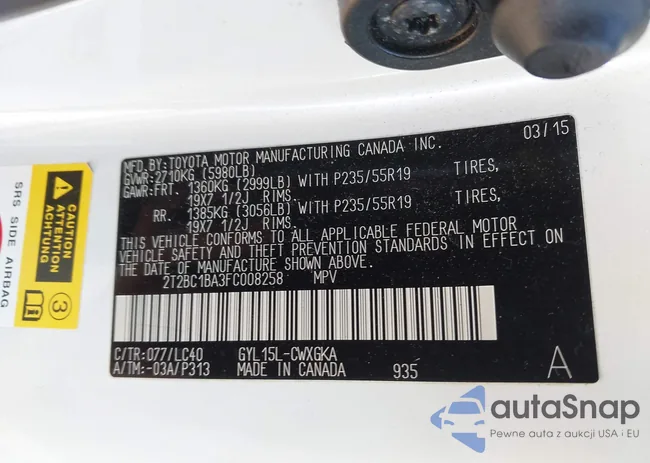 03/15
MFD.BY:TOYOTA MOTOR MANUFACTURING CANADA INC.
GVWR:2710KG (5980LB)
GAWR:FRT. 1360KG (2999LB) WITH P235/55R19 TIRES,
19X7 1/2J RIMS.
RR. 1385KG (3056LB) WITH P235/55R19 TIRES,
19X7 1/2J RIMS.
THIS VEHICLE CONFORMS TO ALL APPLICABLE FEDERAL MOTOR
VEHICLE SAFETY AND THEFT PREVENTION STANDARDS IN EFFECT ON
THE DATE OF MANUFACTURE SHOWN ABOVE.
2T2BC1BA3FC008258 MPV
C/TR:077/LC40 GYL15L-CWXGKA
A/TM:-03A/P313 MADE IN CANADA 935 A
SRS SIDE AIRBAG
CAUTION
ATTENTION
ACHTUNG
3
autaSnap
Pewne auta z aukcji USA i EU